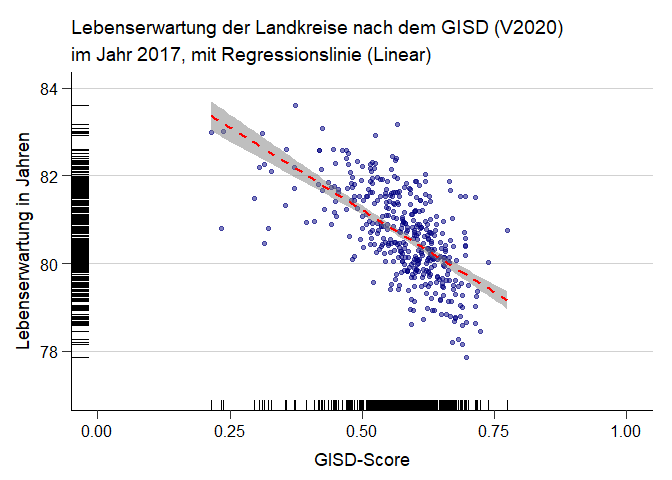 Lebenserwartung der Landkreise nach dem GISD (V2020)
im Jahr 2017, mit Regressionslinie (Linear)
Lebenserwartung in Jahren
84
82
80
78
0.00 0.25 0.50 0.75 1.00
GISD-Score